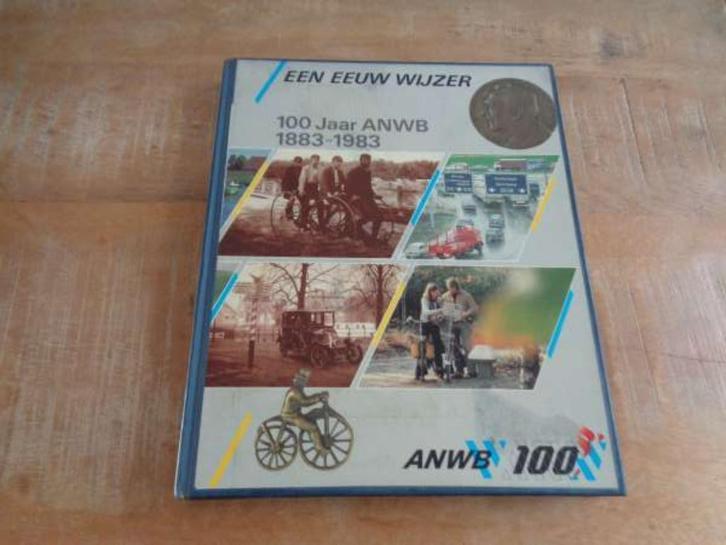 EEN EEUW WIJZER
100 Jaar ANWB
1883-1983
ANWB 100